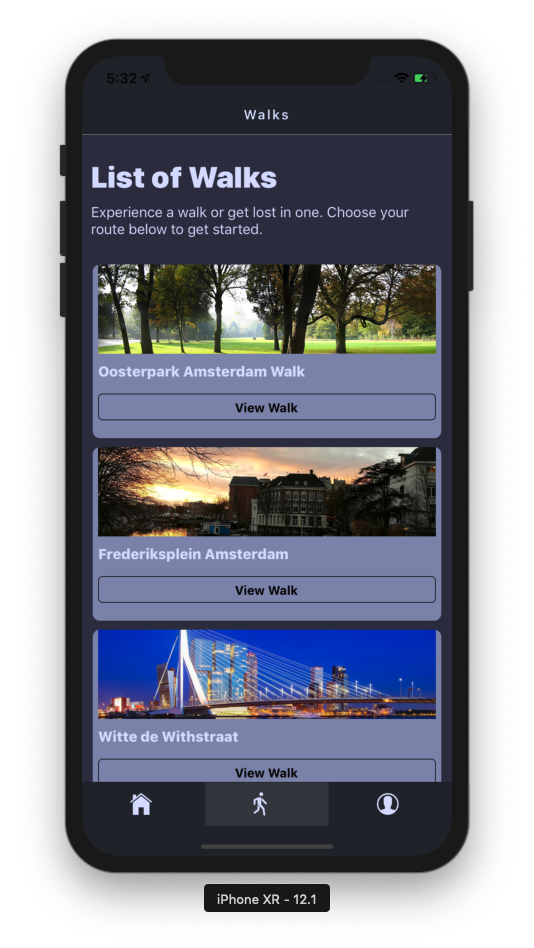 5:32
Walks
List of Walks
Experience a walk or get lost in one. Choose your
route below to get started.
Oosterpark Amsterdam Walk
View Walk
Frederiksplein Amsterdam
View Walk
Witte de Withstraat
View Walk
iPhone XR - 12.1